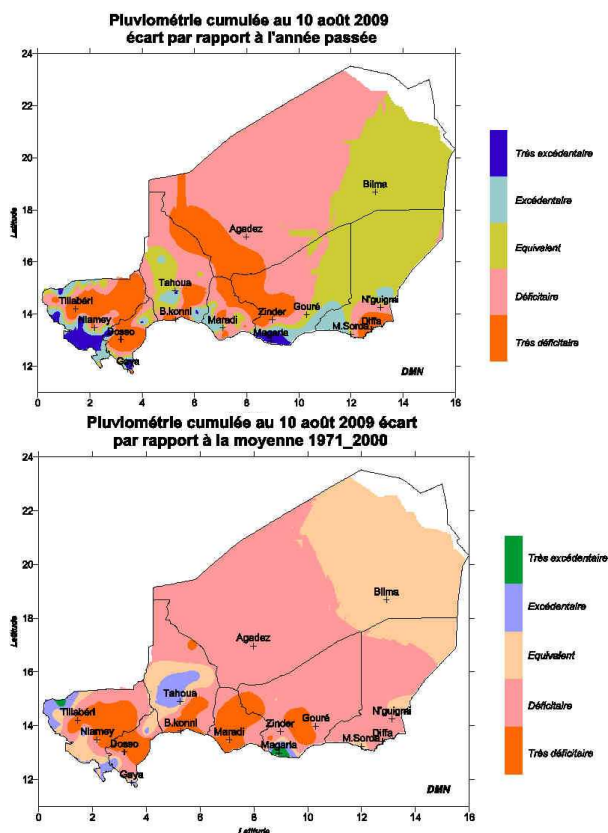 Pluviométrie cumulée au 10 août 2009
écart par rapport à l'année passée
24
22
20
18
16
14
12
Latitude
0 2 4 6 8 10 12 14 16
Bilma
Agadez
Tahoua
Tillabéri
N'guigmi
B.konni
Zinder
Gouré
Niamey
Maradi
Diffa
Dosso
Magaria
M.Soroa
Gaya
DMN
Très excédentaire
Excédentaire
Equivalent
Déficitaire
Très déficitaire
Pluviométrie cumulée au 10 août 2009 écart
par rapport à la moyenne 1971_2000
24
22
20
18
16
14
12
Latitude
0 2 4 6 8 10 12 14 16
Latitude
Bilma
Agadez
Tahoua
Tillabéri
N'guigmi
B.konni
Zinder
Gouré
Niamey
Maradi
Diffa
Dosso
Magaria
M.Soroa
Gaya
DMN
Très excédentaire
Excédentaire
Equivalent
Déficitaire
Très déficitaire